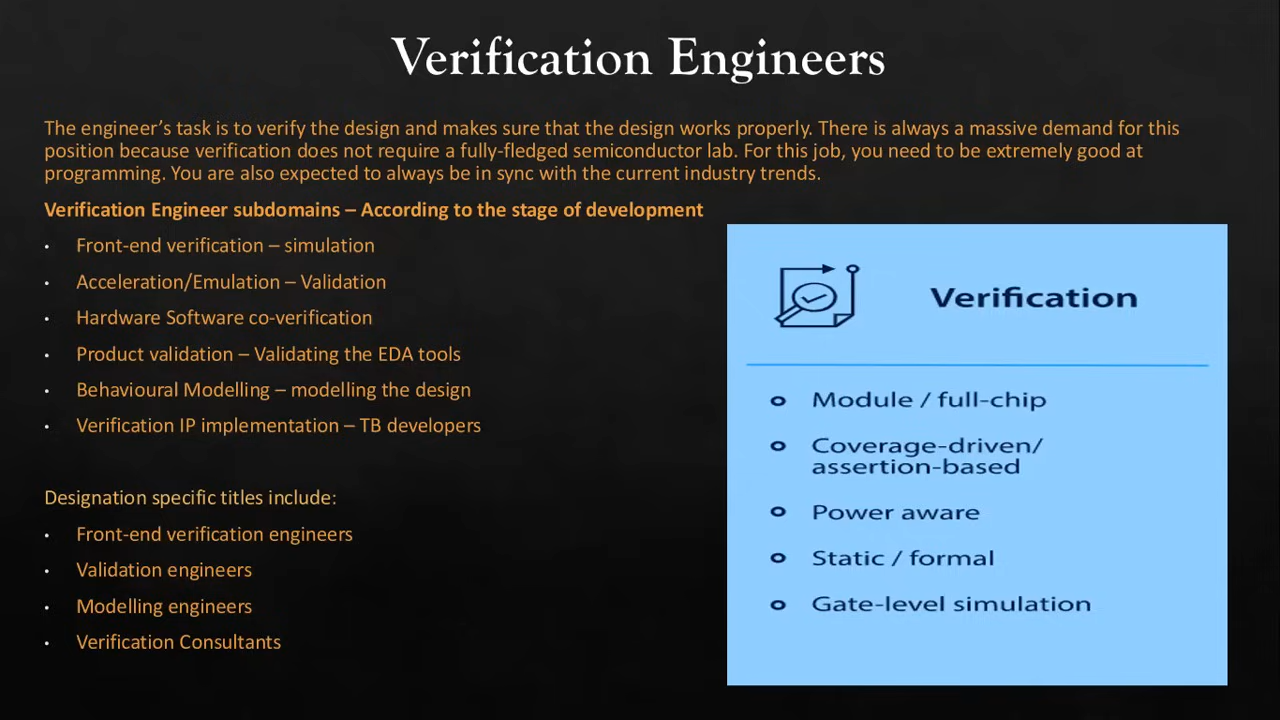 Verification Engineers
The engineer’s task is to verify the design and makes sure that the design works properly. There is always a massive demand for this
position because verification does not require a fully-fledged semiconductor lab. For this job, you need to be extremely good at
programming. You are also expected to always be in sync with the current industry trends.
Verification Engineer subdomains – According to the stage of development
• Front-end verification – simulation
• Acceleration/Emulation – Validation
• Hardware Software co-verification
• Product validation – Validating the EDA tools
• Behavioural Modelling – modelling the design
• Verification IP implementation – TB developers
Designation specific titles include:
• Front-end verification engineers
• Validation engineers
• Modelling engineers
• Verification Consultants
Verification
Module / full-chip
Coverage-driven/
assertion-based
Power aware
Static / formal
Gate-level simulation